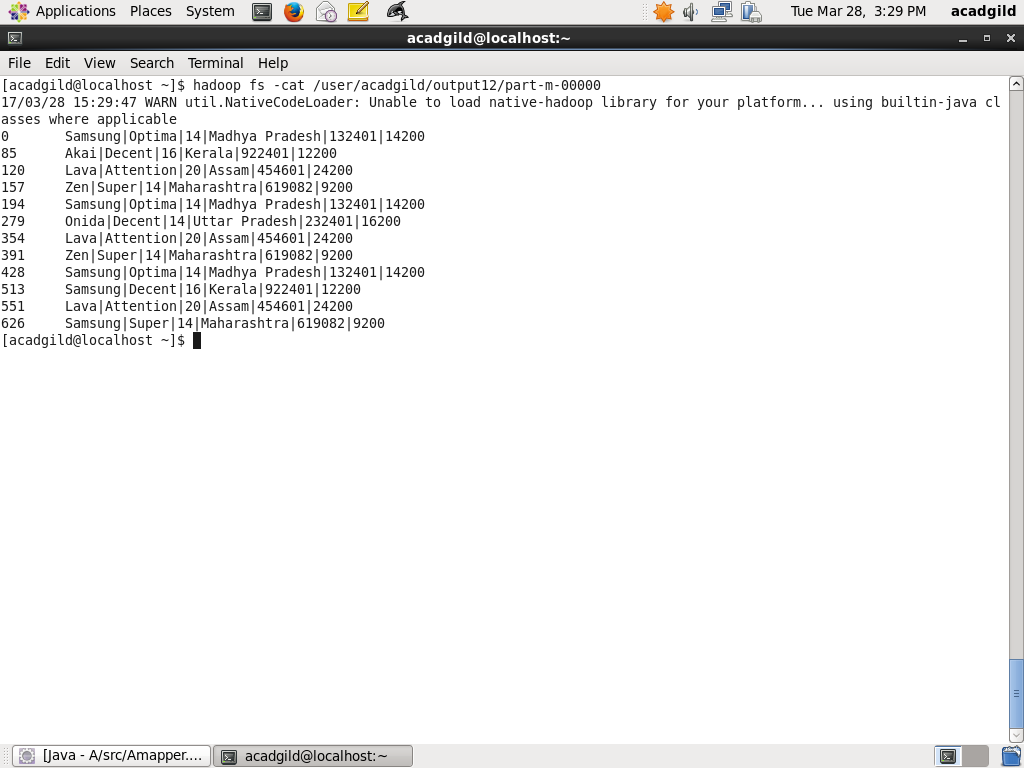 Applications Places System Tue Mar 28, 3:29 PM acadgild
acadgild@localhost:~
File Edit View Search Terminal Help
[acadgild@localhost ~]$ hadoop fs -cat /user/acadgild/output12/part-m-00000
17/03/28 15:29:47 WARN util.NativeCodeLoader: Unable to load native-hadoop library for your platform... using builtin-java cl
asses where applicable
0 Samsung|Optima|14|Madhya Pradesh|132401|14200
85 Akai|Decent|16|Kerala|922401|12200
120 Lava|Attention|20|Assam|454601|24200
157 Zen|Super|14|Maharashtra|619082|9200
194 Samsung|Optima|14|Madhya Pradesh|132401|14200
279 Onida|Decent|14|Uttar Pradesh|232401|16200
354 Lava|Attention|20|Assam|454601|24200
391 Zen|Super|14|Maharashtra|619082|9200
428 Samsung|Optima|14|Madhya Pradesh|132401|14200
513 Samsung|Decent|16|Kerala|922401|12200
551 Lava|Attention|20|Assam|454601|24200
626 Samsung|Super|14|Maharashtra|619082|9200
[acadgild@localhost ~]$
[Java - A/src/Amapper.... acadgild@localhost:~